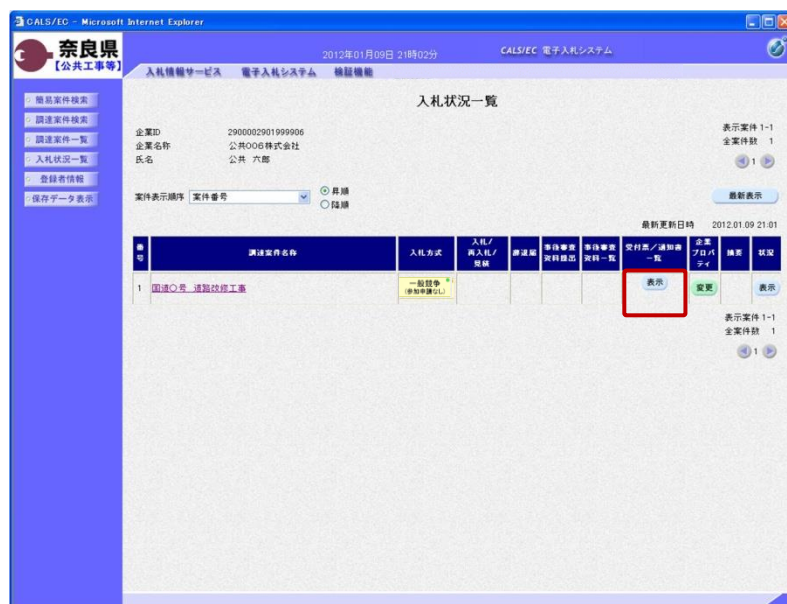 CALS/EC - Microsoft Internet Explorer
奈良県
【公共工事等】
2012年01月09日 21時02分
CALS/EC 電子入札システム
入札情報サービス 電子入札システム 検証機能
簡易案件検索
調達案件検索
調達案件一覧
入札状況一覧
登録者情報
保存データ表示
入札状況一覧
企業ID 2900002901999906
企業名称 公共006株式会社
氏名 公共 六郎
表示案件 1-1
全案件数 1
1
案件表示順序 案件番号
昇順
降順
最新表示
最新更新日時 2012.01.09 21:01
番号 調達案件名称 入札方式 入札/再入札/見積 辞退届 事後審査資料提出 事後審査資料一覧 受付票/通知書一覧 企業プロパティ 摘要 状況
1 国道〇号 道路改修工事 一般競争(参加申請なし) 表示 変更 表示
表示案件 1-1
全案件数 1
1